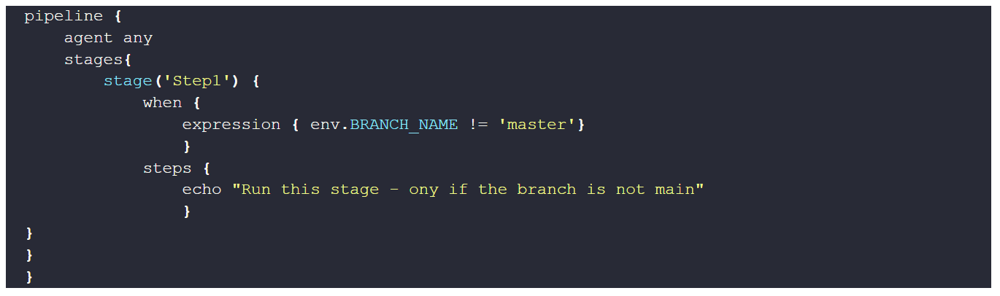 pipeline {
agent any
stages{
stage('Step1') {
when {
expression { env.BRANCH_NAME != 'master'}
}
steps {
echo "Run this stage - ony if the branch is not main"
}
}
}
}